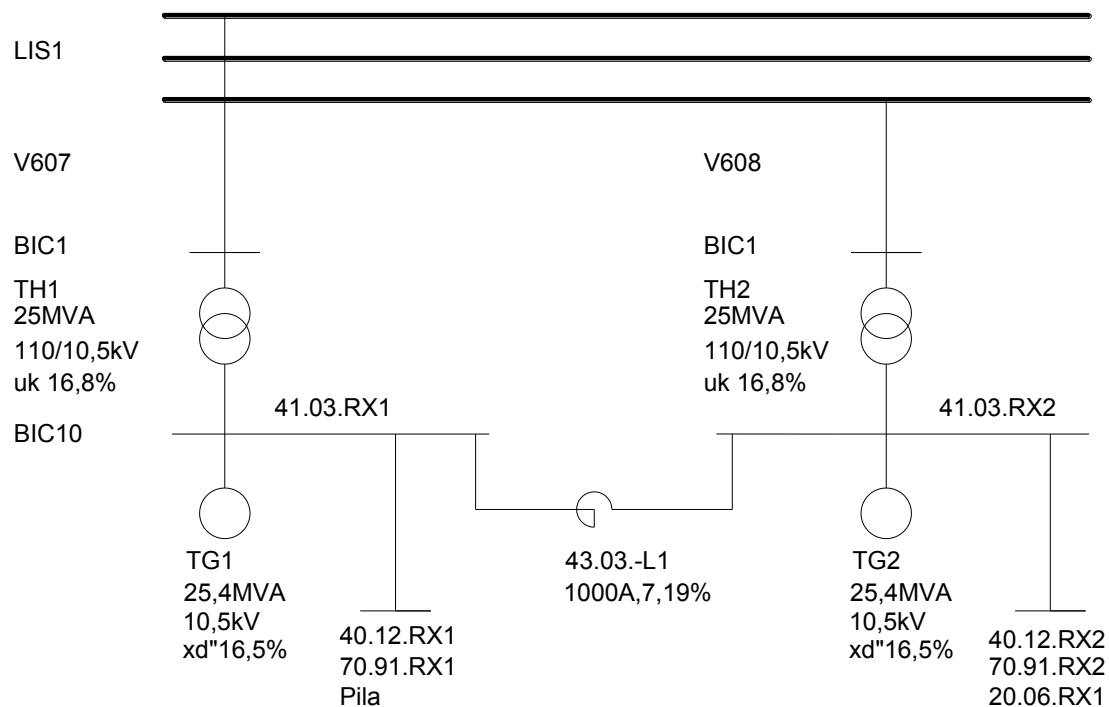 LIS1
V607
V608
BIC1
BIC1
TH1
25MVA
110/10,5kV
uk 16,8%
TH2
25MVA
110/10,5kV
uk 16,8%
41.03.RX1
41.03.RX2
BIC10
TG1
25,4MVA
10,5kV
xd"16,5%
40.12.RX1
70.91.RX1
Pila
43.03.-L1
1000A,7,19%
TG2
25,4MVA
10,5kV
xd"16,5%
40.12.RX2
70.91.RX2
20.06.RX1